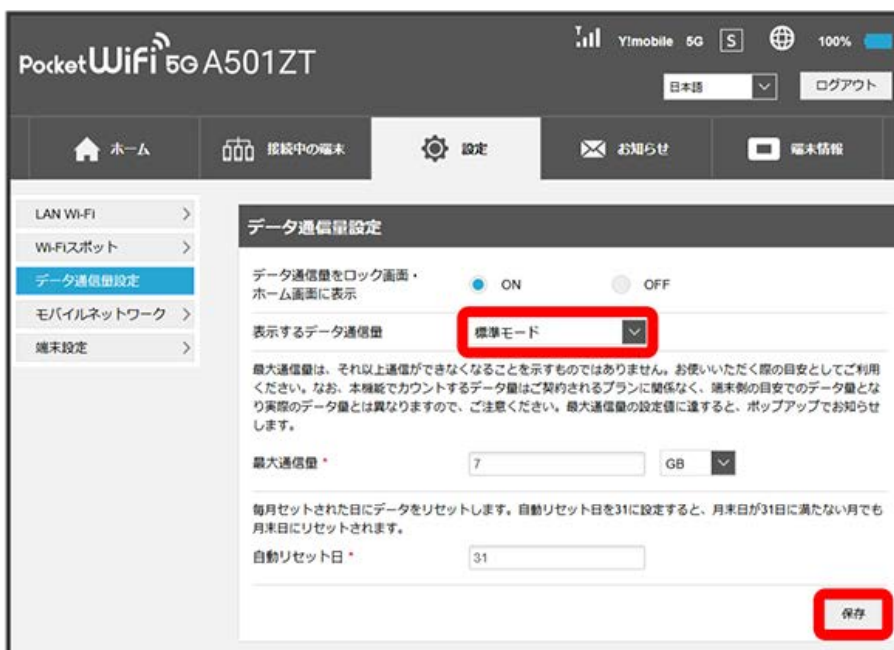 Pocket WiFi 5G A501ZT
Y!mobile 5G S 100%
日本語
ログアウト
ホーム
接続中の端末
設定
お知らせ
端末情報
LAN Wi-Fi
Wi-Fiスポット
データ通信量設定
モバイルネットワーク
端末設定
データ通信量設定
データ通信量をロック画面・
ホーム画面に表示
ON
OFF
表示するデータ通信量
標準モード
最大通信量は、それ以上通信ができなくなることを示すものではありません。お使いいただく際の目安としてご利用
ください。なお、本機能でカウントするデータ量はご契約されるプランに関係なく、端末側の目安でのデータ量とな
り実際のデータ量とは異なりますので、ご注意ください。最大通信量の設定値に達すると、ポップアップでお知らせ
します。
最大通信量 *
7
GB
毎月セットされた日にデータをリセットします。自動リセット日を31に設定すると、月末日が31日に満たない月でも
月末日にリセットされます。
自動リセット日 *
31
保存